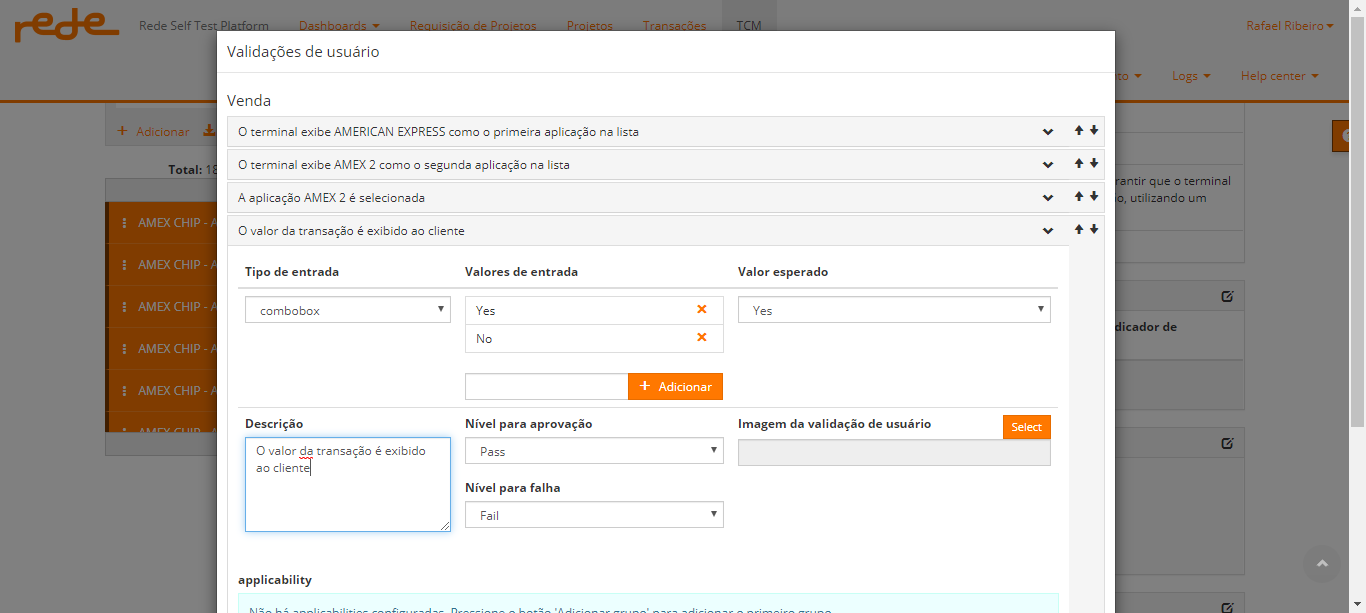 rede
Rede Self Test Platform
Dashboards
Requisição de Projetos
Projetos
Transações
TCM
Rafael Ribeiro
Logs
Help center
Validações de usuário
Venda
O terminal exibe AMERICAN EXPRESS como o primeira aplicação na lista
O terminal exibe AMEX 2 como o segunda aplicação na lista
A aplicação AMEX 2 é selecionada
O valor da transação é exibido ao cliente
+ Adicionar
Total: 18
AMEX CHIP - A
AMEX CHIP - A
AMEX CHIP - A
AMEX CHIP - A
AMEX CHIP - A
AMEX CHIP - A
rantir que o terminal
o, utilizando um
dicador de
Tipo de entrada
Valores de entrada
Valor esperado
combobox
Yes
Yes
No
+ Adicionar
Descrição
Nível para aprovação
Imagem da validação de usuário
Select
O valor da transação é exibido
ao cliente
Pass
Nível para falha
Fail
applicability
Não há applicabilities configuradas. Pressione o botão 'Adicionar grupo' para adicionar o primeiro grupo